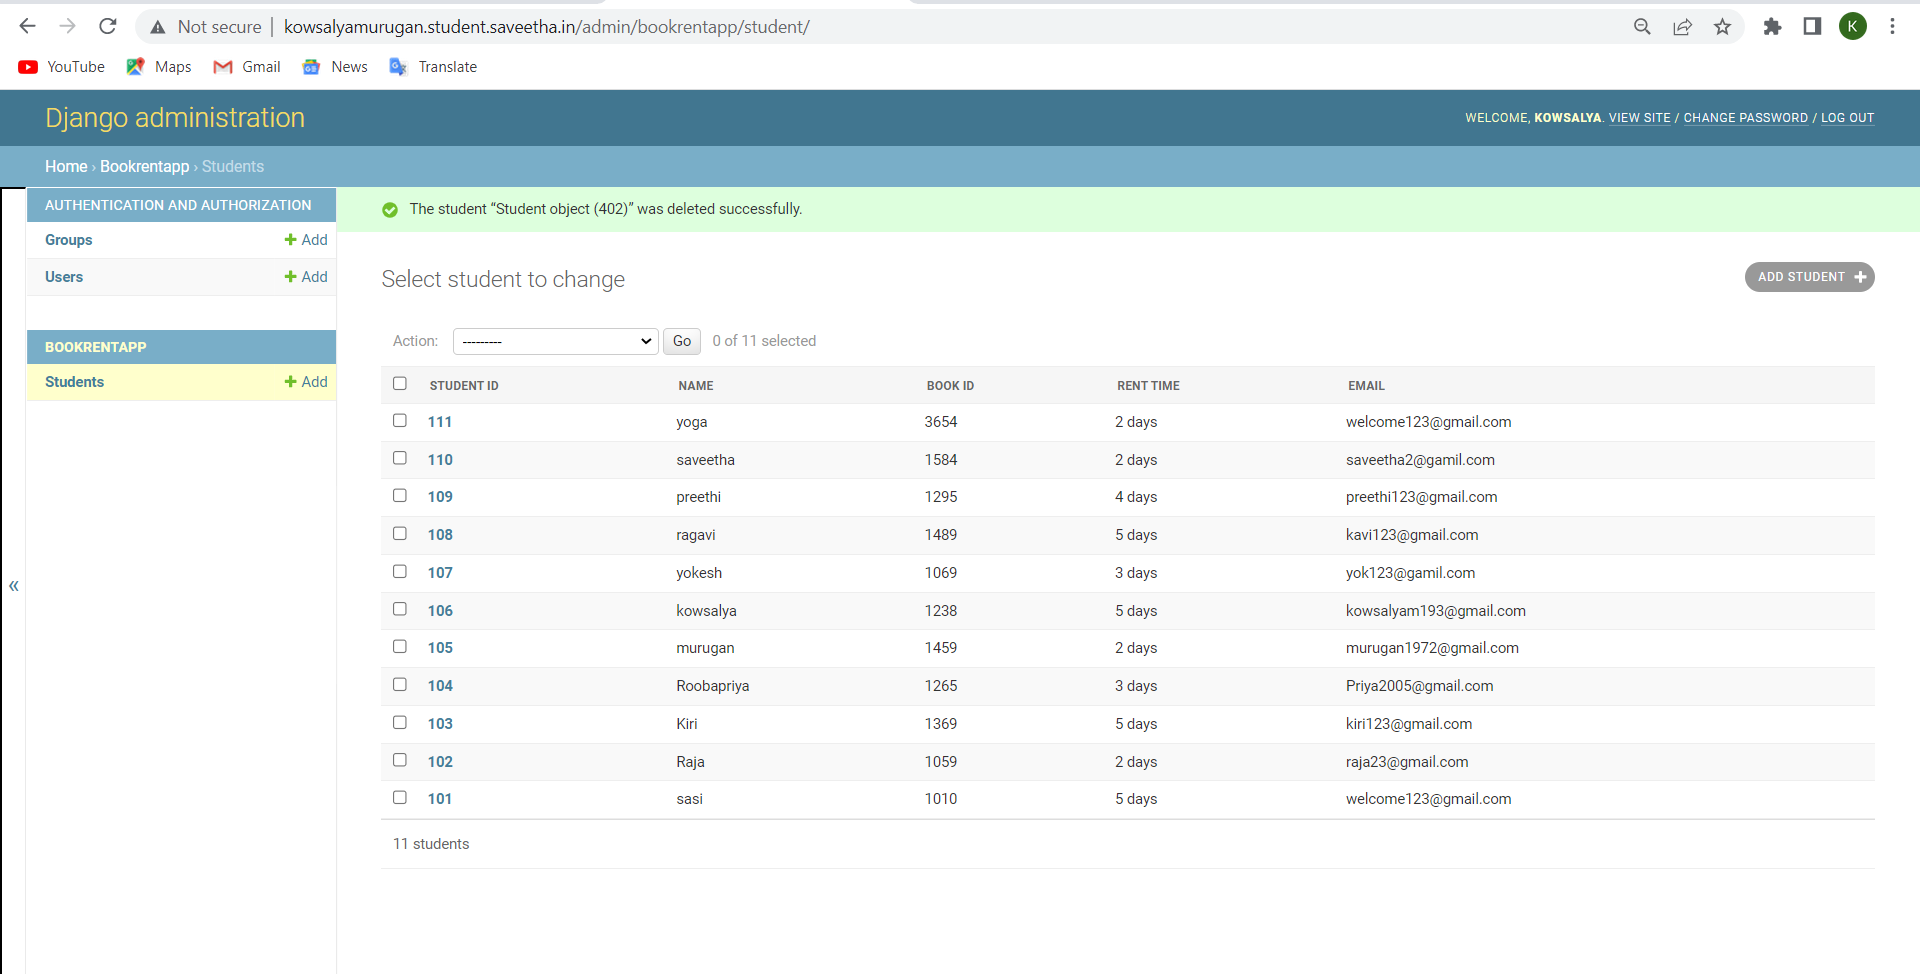 Not secure | kowsalyamurugan.student.saveetha.in/admin/bookrentapp/student/ K
YouTube Maps Gmail News Translate
Django administration
WELCOME, KOWSALYA. VIEW SITE / CHANGE PASSWORD / LOG OUT
Home › Bookrentapp › Students
AUTHENTICATION AND AUTHORIZATION
Groups + Add
Users + Add
BOOKRENTAPP
Students + Add
«
The student “Student object (402)” was deleted successfully.
Select student to change
ADD STUDENT +
Action: --------- Go 0 of 11 selected
STUDENT ID NAME BOOK ID RENT TIME EMAIL
111 yoga 3654 2 days welcome123@gmail.com
110 saveetha 1584 2 days saveetha2@gamil.com
109 preethi 1295 4 days preethi123@gmail.com
108 ragavi 1489 5 days kavi123@gmail.com
107 yokesh 1069 3 days yok123@gamil.com
106 kowsalya 1238 5 days kowsalyam193@gmail.com
105 murugan 1459 2 days murugan1972@gmail.com
104 Roobapriya 1265 3 days Priya2005@gmail.com
103 Kiri 1369 5 days kiri123@gmail.com
102 Raja 1059 2 days raja23@gmail.com
101 sasi 1010 5 days welcome123@gmail.com
11 students